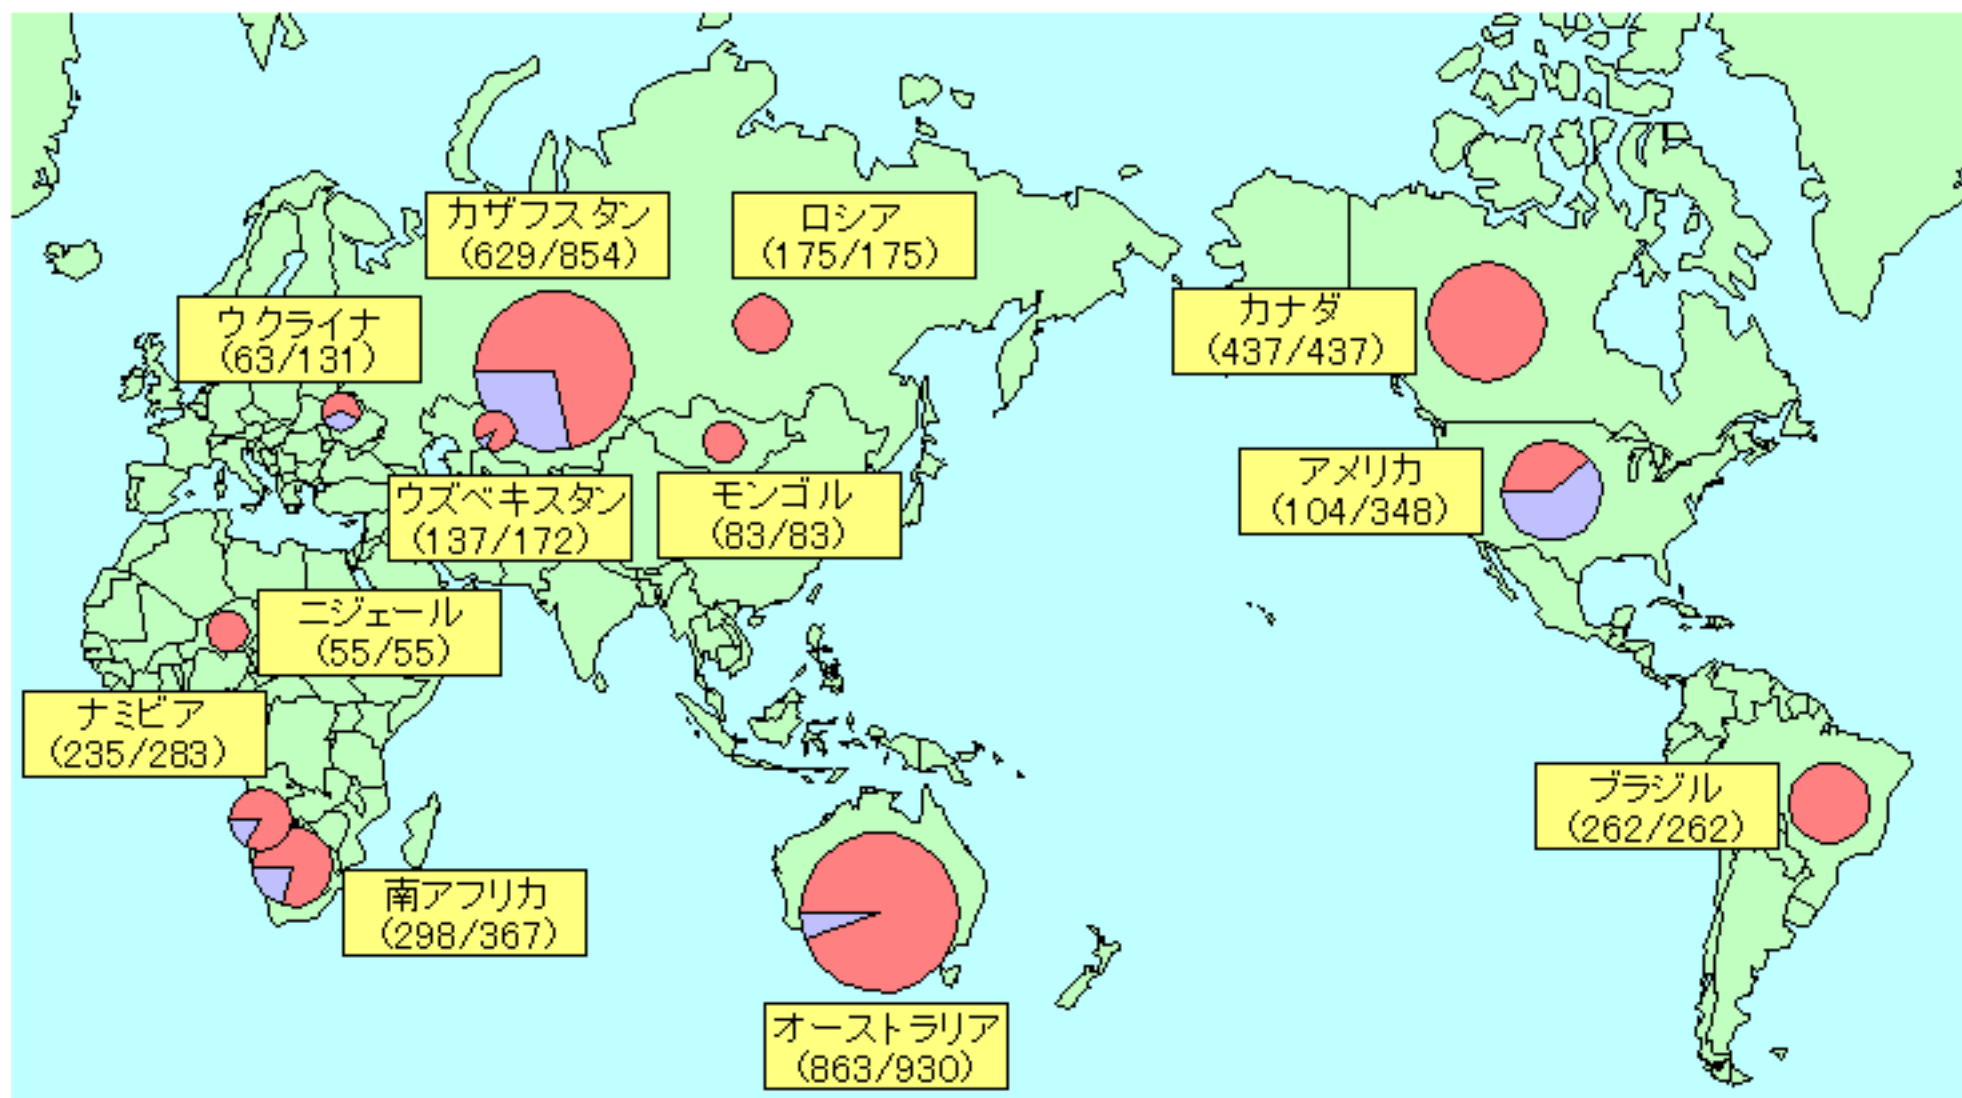 カザフスタン
(629/854)
ロシア
(175/175)
ウクライナ
(63/131)
カナダ
(437/437)
アメリカ
(104/348)
ウズベキスタン
(137/172)
モンゴル
(83/83)
ニジェール
(55/55)
ナミビア
(235/283)
ブラジル
(262/262)
南アフリカ
(298/367)
オーストラリア
(863/930)